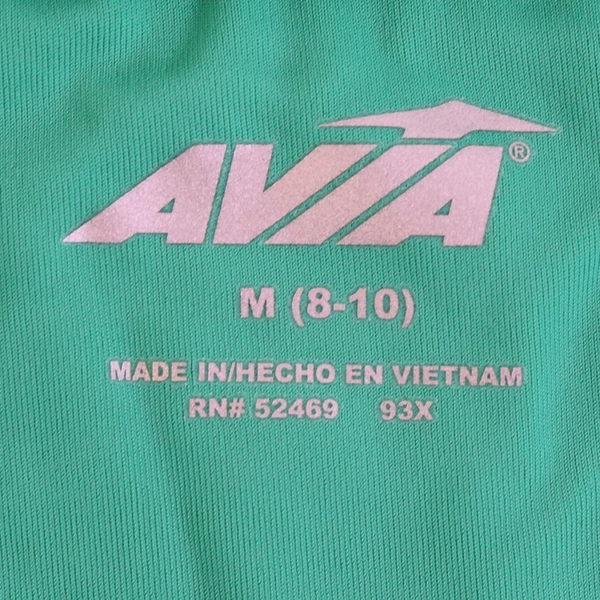 AVIA®
M (8-10)
MADE IN/HECHO EN VIETNAM
RN# 52469 93X